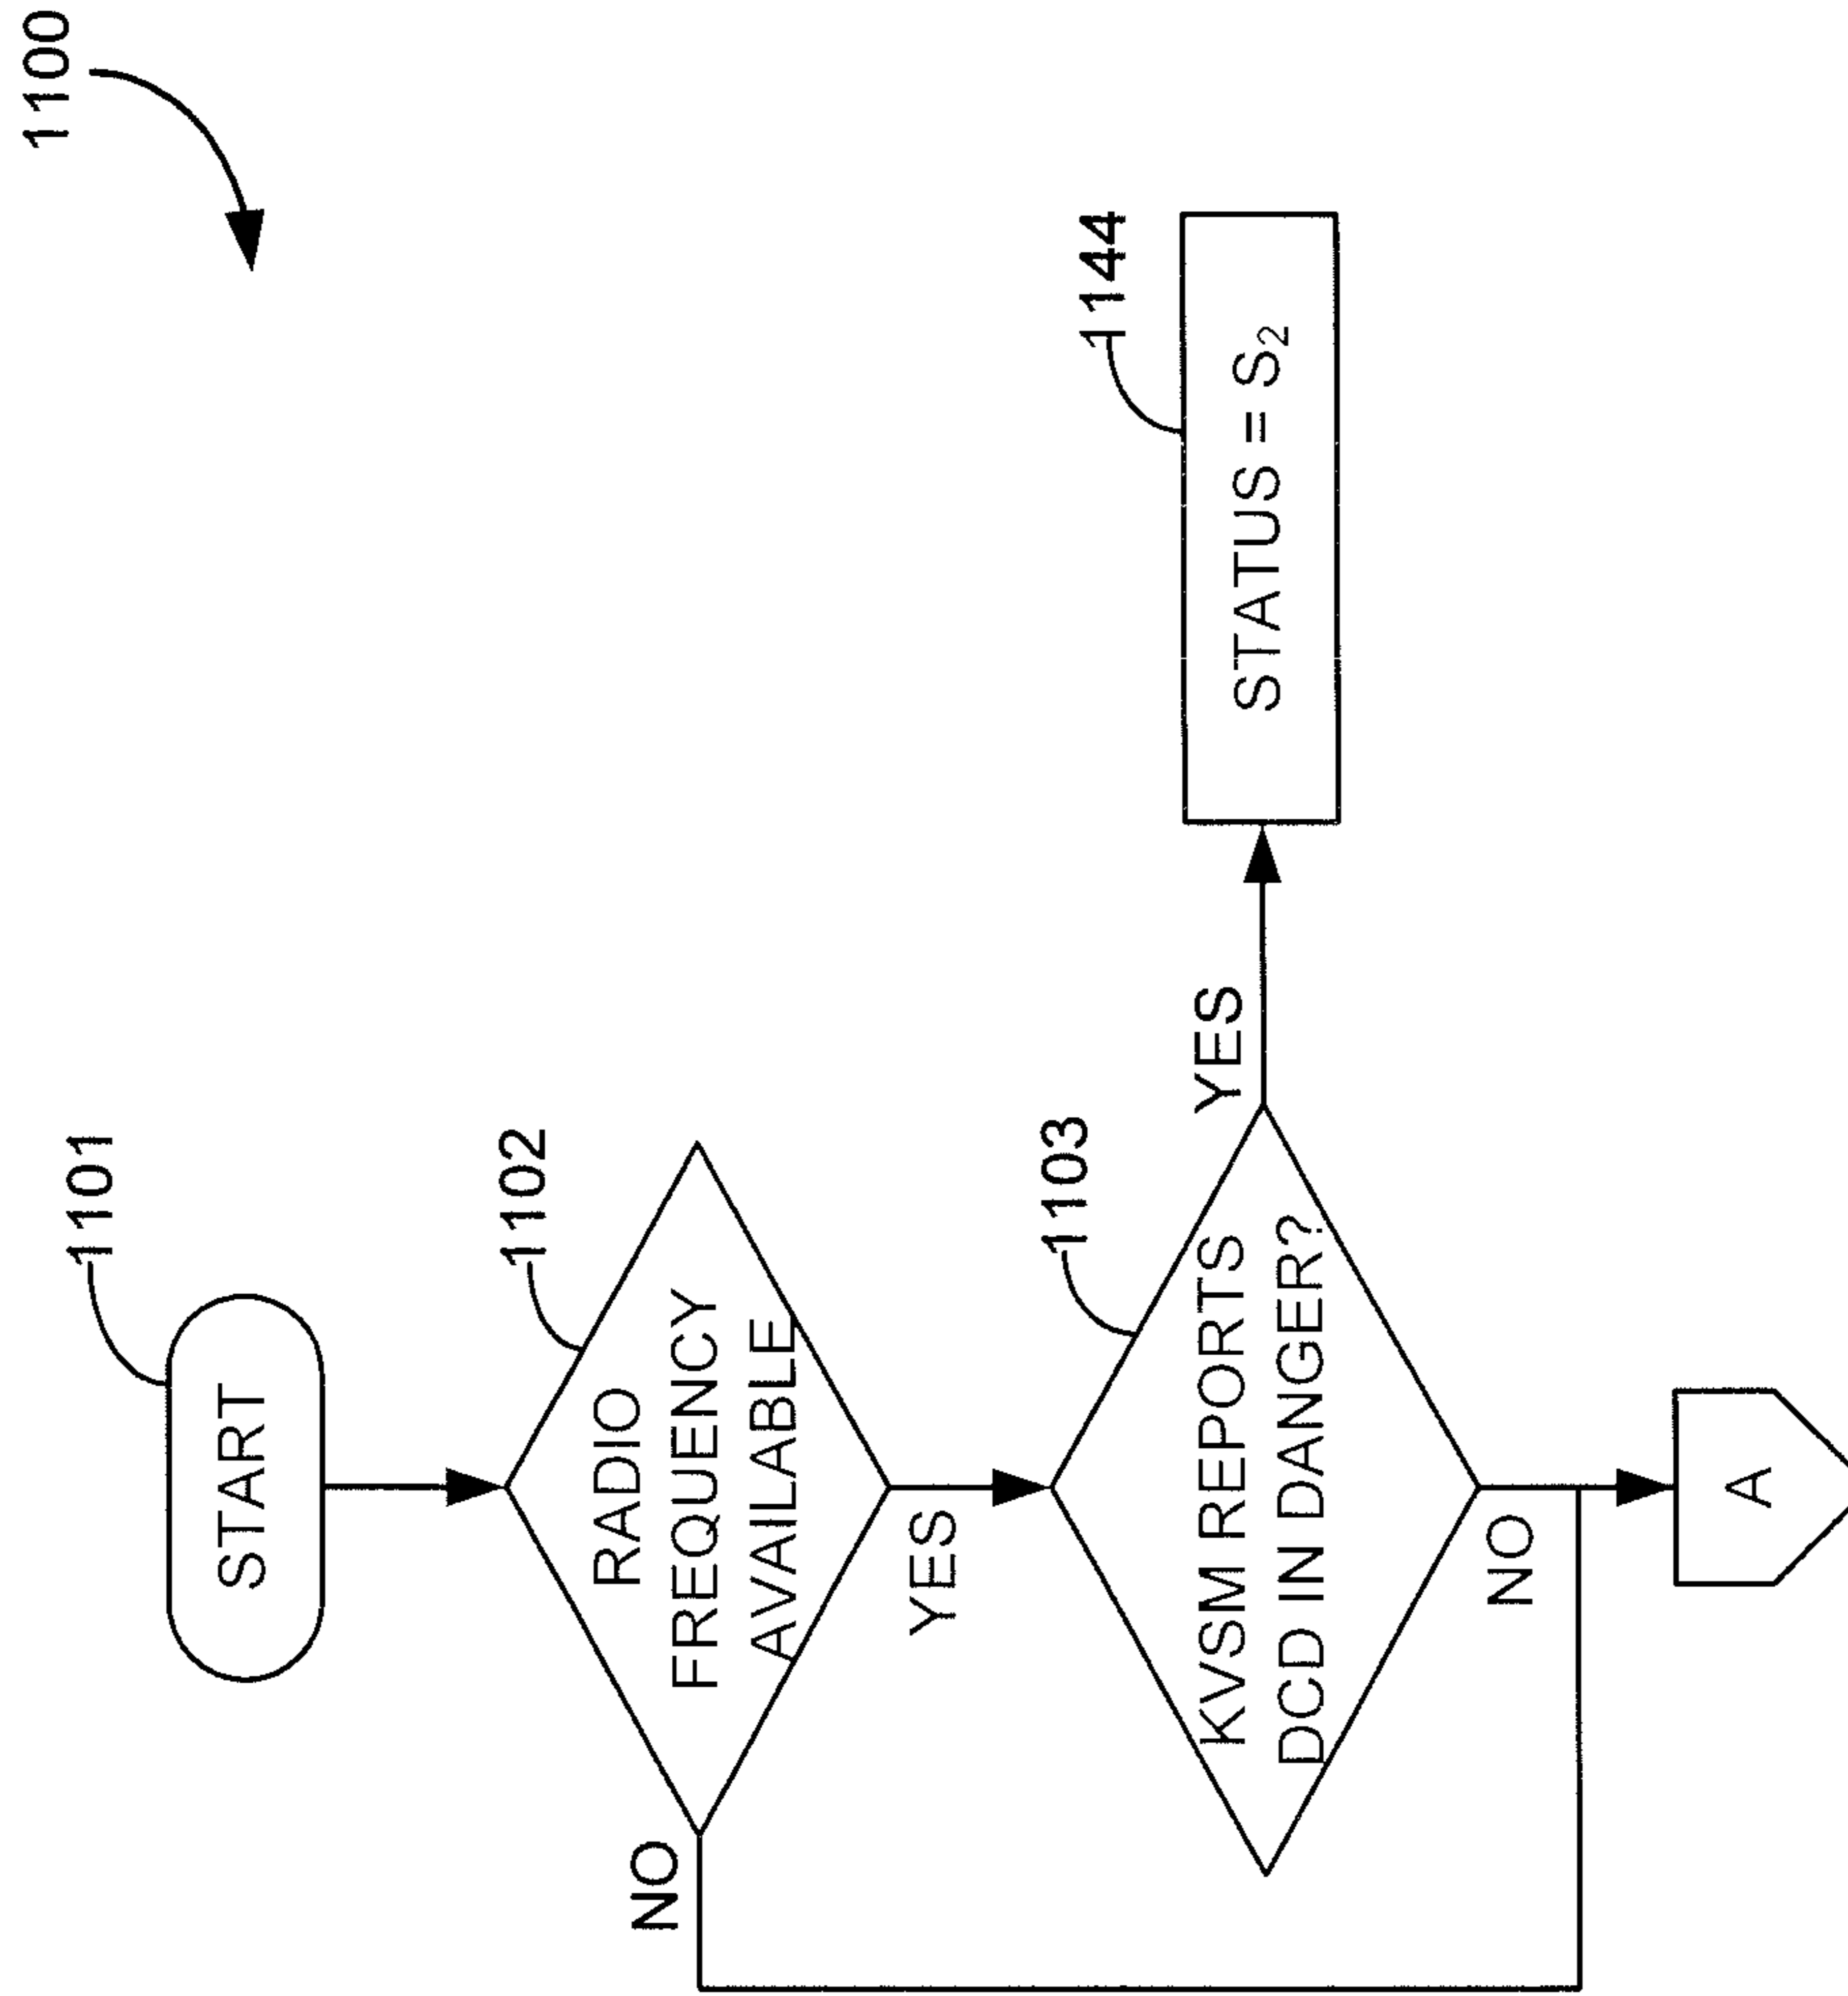 1100
1101
START
1102
RADIO
FREQUENCY
AVAILABLE
NO
YES
1103
KVSM REPORTS
DCD IN DANGER?
YES
1144
STATUS = S₂
NO
A